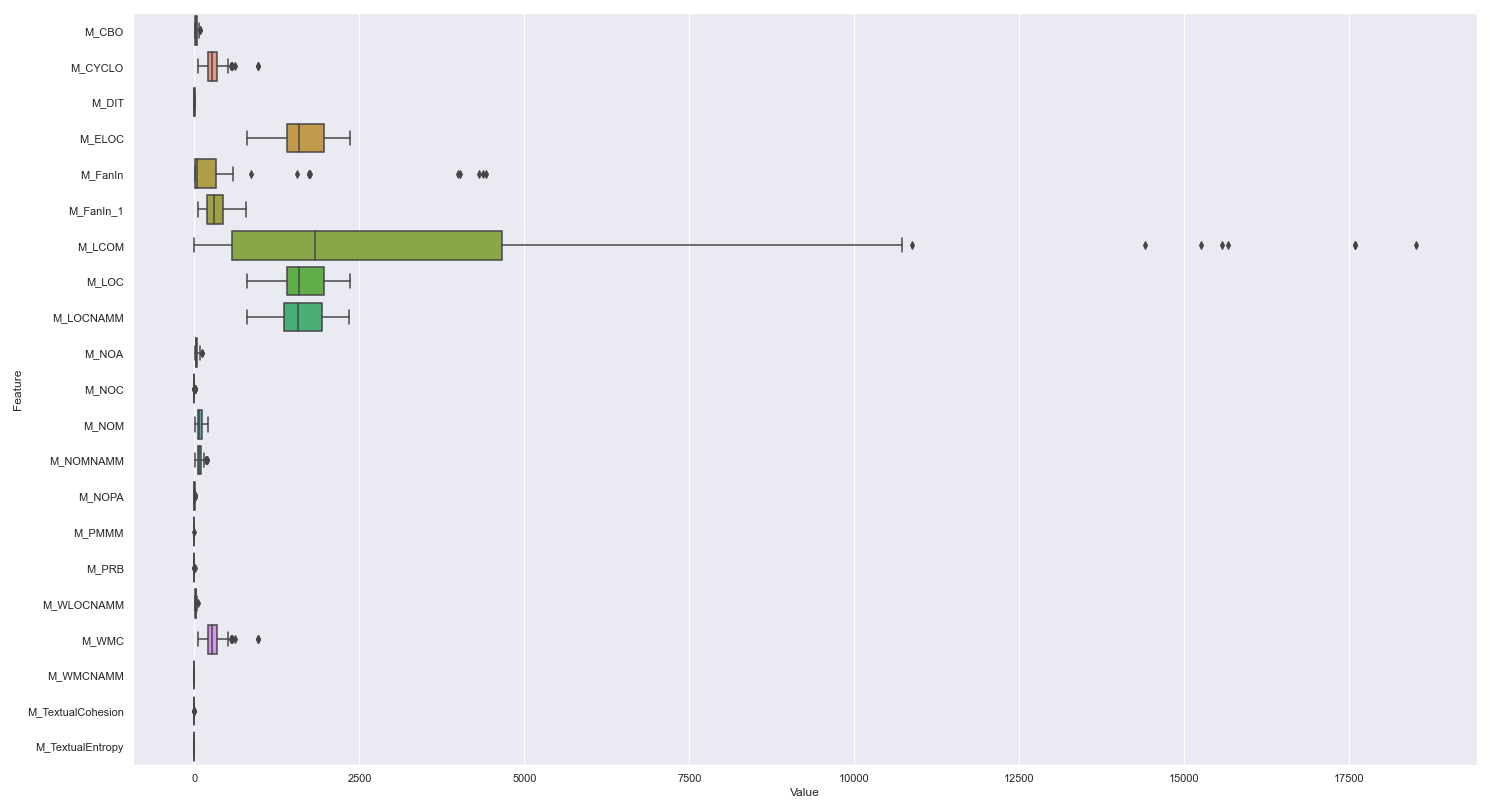 M_CBO
M_CYCLO
M_DIT
M_ELOC
M_FanIn
M_FanIn_1
M_LCOM
M_LOC
M_LOCNAMM
M_NOA
M_NOC
M_NOM
M_NOMNAMM
M_NOPA
M_PMMM
M_PRB
M_WLOCNAMM
M_WMC
M_WMCNAMM
M_TextualCohesion
M_TextualEntropy
Feature
0 2500 5000 7500 10000 12500 15000 17500
Value